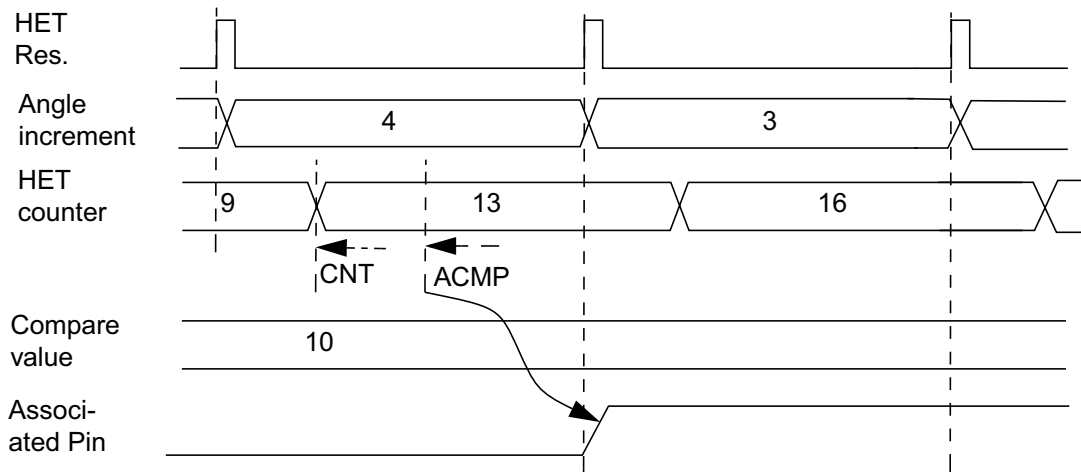 HET
Res.
Angle
increment
4
3
HET
counter
9
13
16
CNT
ACMP
Compare
value
10
Associ-
ated Pin